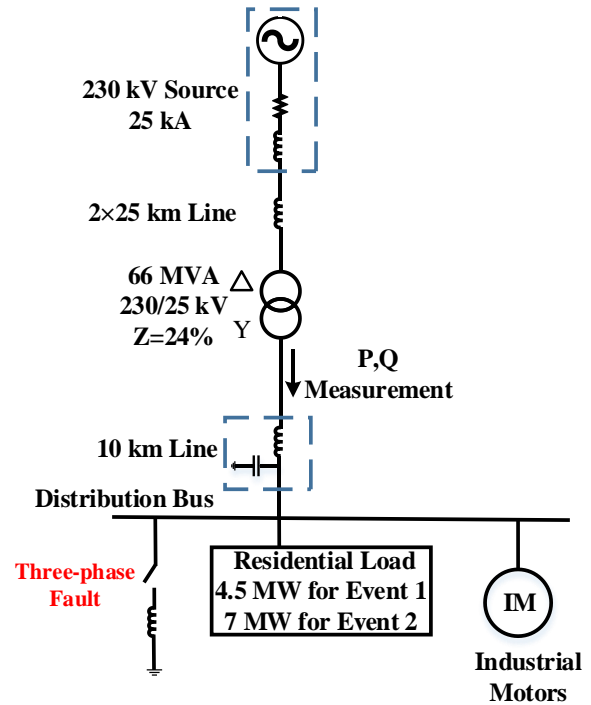 230 kV Source
25 kA
2×25 km Line
66 MVA
230/25 kV
Z=24%
Y
P,Q
Measurement
10 km Line
Distribution Bus
Three-phase
Fault
Residential Load
4.5 MW for Event 1
7 MW for Event 2
IM
Industrial
Motors